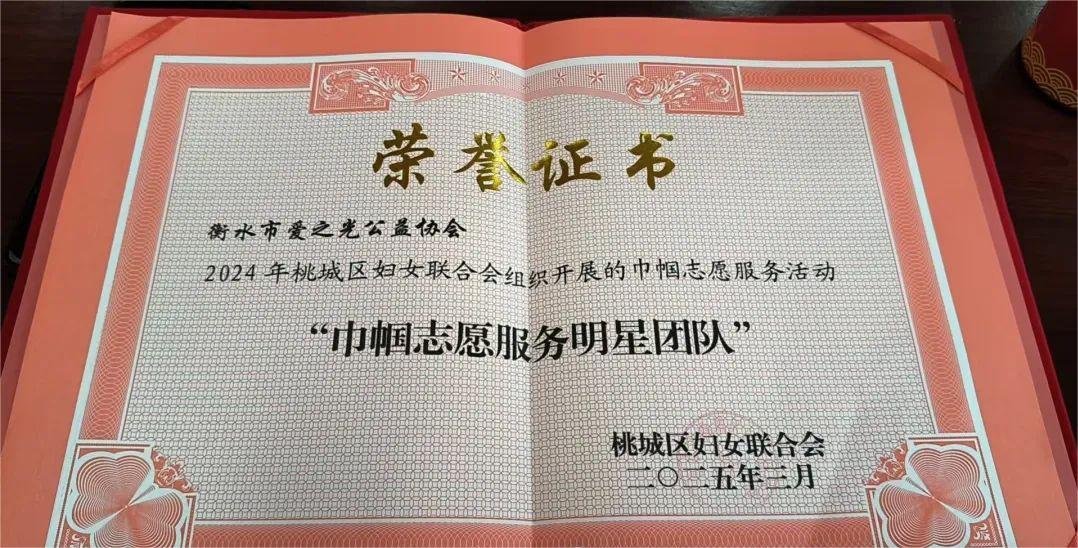 荣誉证书
衡水市爱之光公益协会
2024年桃城区妇女联合会组织开展的巾帼志愿服务活动
“巾帼志愿服务明星团队”
桃城区妇女联合会
二〇二五年三月